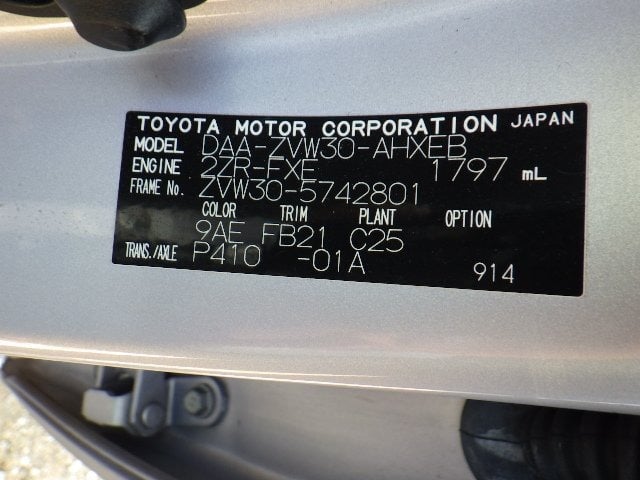 TOYOTA MOTOR CORPORATION JAPAN
MODEL DAA-ZVW30-AHXEB
ENGINE 2ZR-FXE 1797 mL
FRAME No. ZVW30-5742801
COLOR TRIM PLANT OPTION
9AE FB21 C25
TRANS./AXLE P410 -01A 914